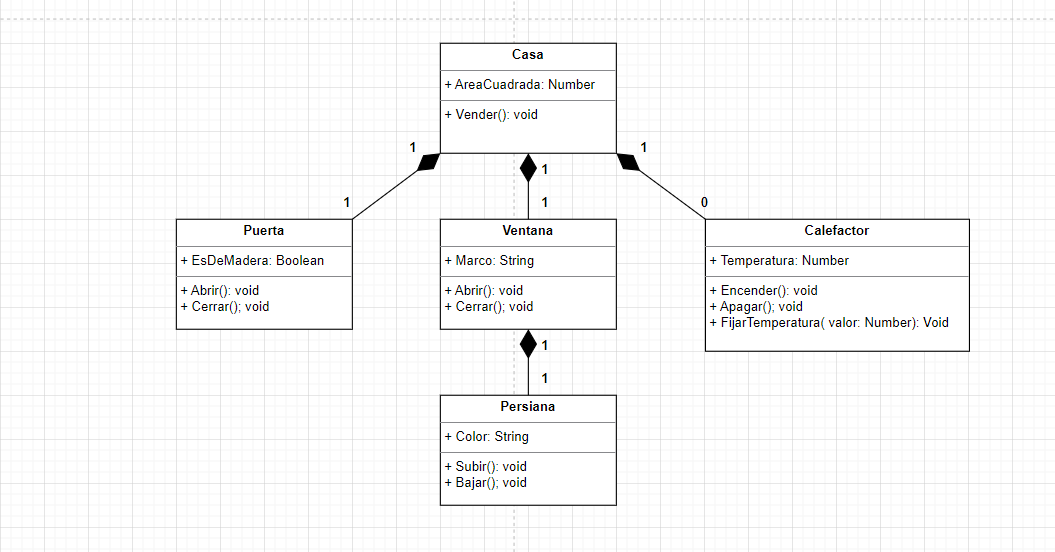 Casa
+ AreaCuadrada: Number
+ Vender(): void
1
1
1
1
1
0
Puerta
+ EsDeMadera: Boolean
+ Abrir(): void
+ Cerrar(); void
Ventana
+ Marco: String
+ Abrir(): void
+ Cerrar(); void
Calefactor
+ Temperatura: Number
+ Encender(): void
+ Apagar(); void
+ FijarTemperatura( valor: Number): Void
1
1
Persiana
+ Color: String
+ Subir(): void
+ Bajar(); void